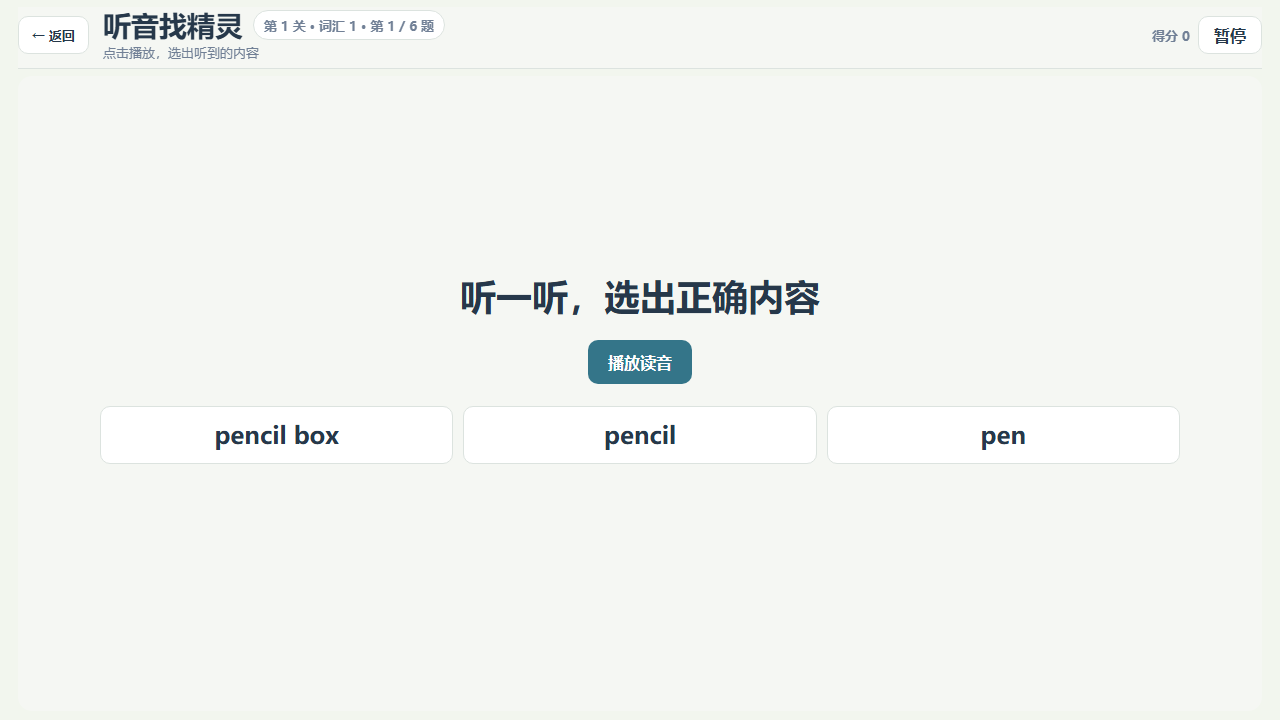 ← 返回
听音找精灵
第 1 关 • 词汇 1 • 第 1 / 6 题
点击播放，选出听到的内容
得分 0
暂停
听一听，选出正确内容
播放读音
pencil box
pencil
pen